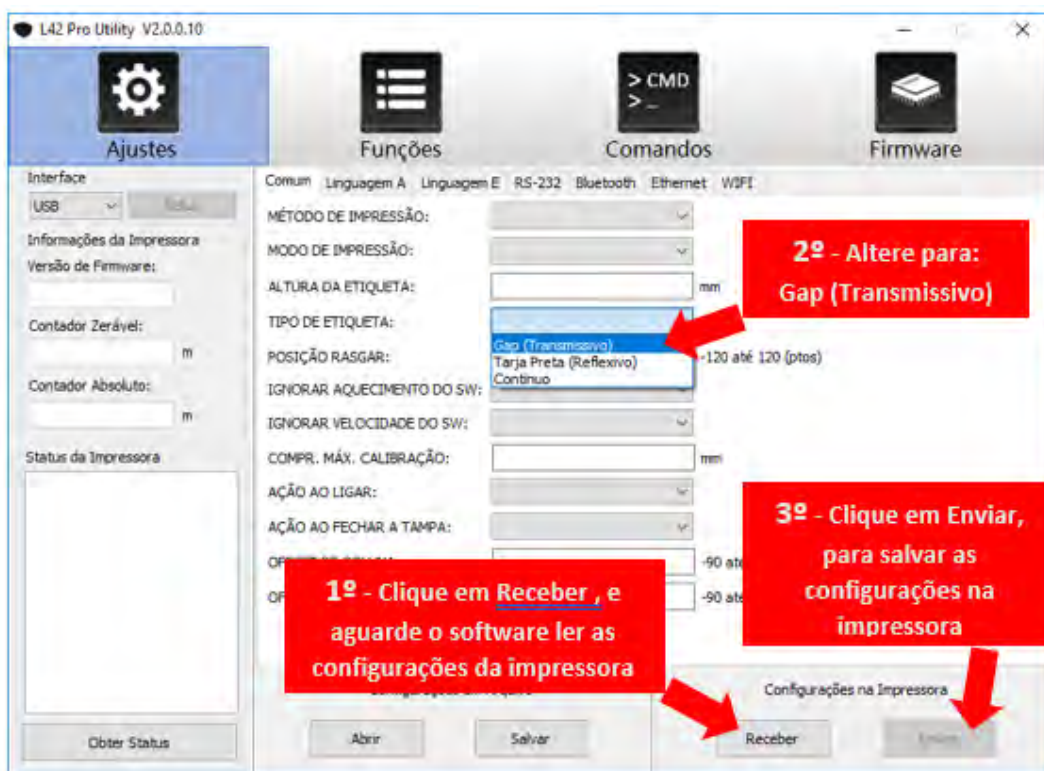 L42 Pro Utility V2.0.0.10
> CMD
>_
Ajustes
Funções
Comandos
Firmware
Interface
USB
Informações da Impressora
Versão de Firmware:
Contador Zerável:
m
Contador Absoluto:
m
Status da Impressora
Obter Status
Comum Linguagem A Linguagem E RS-232 Bluetooth Ethernet WIFI
MÉTODO DE IMPRESSÃO:
MODO DE IMPRESSÃO:
ALTURA DA ETIQUETA: mm
TIPO DE ETIQUETA:
Gap (Transmissivo)
Tarja Preta (Reflexivo)
Contínuo
POSIÇÃO RASGAR: -120 até 120 (ptos)
IGNORAR AQUECIMENTO DO SW:
IGNORAR VELOCIDADE DO SW:
COMPR. MÁX. CALIBRAÇÃO: mm
AÇÃO AO LIGAR:
AÇÃO AO FECHAR A TAMPA:
-90 até
-90 até
2º - Altere para:
Gap (Transmissivo)
1º - Clique em Receber , e
aguarde o software ler as
configurações da impressora
3º - Clique em Enviar,
para salvar as
configurações na
impressora
Abrir
Salvar
Configurações na Impressora
Receber